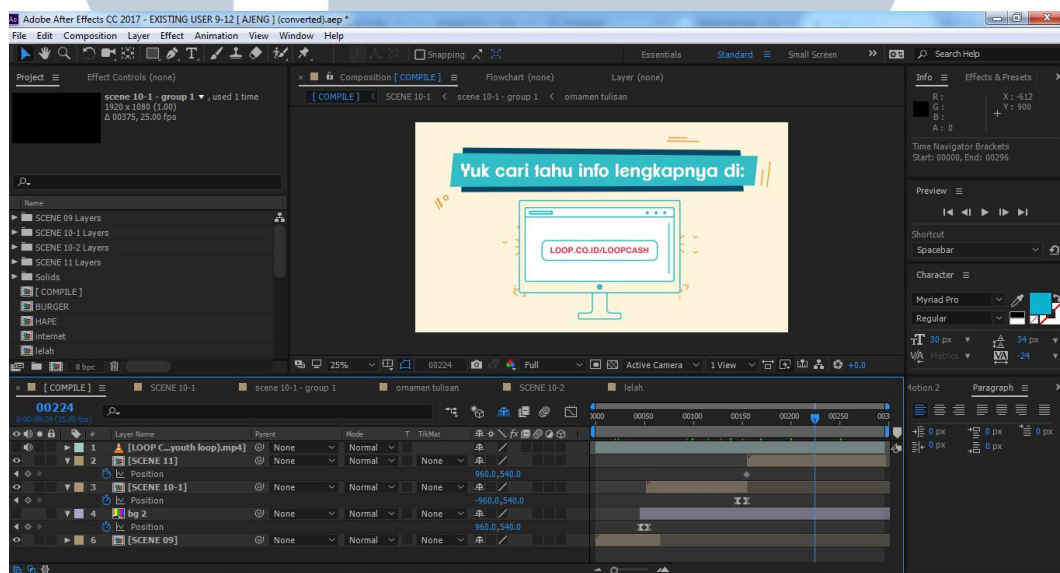 Adobe After Effects CC 2017 - EXISTING USER 9-12 [ AJENG ] (converted).aep *
File Edit Composition Layer Effect Animation View Window Help
Snapping Essentials Standard Small Screen Search Help
Project Effect Controls (none) Composition [ COMPILE ] Flowchart (none) Layer (none) Info Effects & Presets
scene 10-1 - group 1 , used 1 time
1920 x 1080 (1.00)
Δ 00375, 25.00 fps
[ COMPILE ] SCENE 10-1 scene 10-1 - group 1 ornamen tulisan
R : X : -612
G : Y : 900
B :
A : 0
Time Navigator Brackets
Start: 00000, End: 00296
Yuk cari tahu info lengkapnya di:
LOOP.CO.ID/LOOPCASH
Name
SCENE 09 Layers
SCENE 10-1 Layers
SCENE 10-2 Layers
SCENE 11 Layers
Solids
[ COMPILE ]
BURGER
HAPE
internet
lelah
8 bpc
Preview
Shortcut
Spacebar
Character
Myriad Pro
Regular
30 px 34 px
Metrics -24
25% 00224 Full Active Camera 1 View +0.0
[ COMPILE ] SCENE 10-1 scene 10-1 - group 1 ornamen tulisan SCENE 10-2 lelah
Motion 2 Paragraph
0 px 0 px 0 px
0 px 0 px
00224
0:00:08:24 (25.00 fps)
0000 00050 00100 00150 00200 00250 003
# Layer Name Parent Mode T TrkMat
1 [LOOP C...youth loop).mp4] None Normal
2 [SCENE 11] None Normal None
Position 960.0,540.0
3 [SCENE 10-1] None Normal None
Position -960.0,540.0
4 bg 2 None Normal None
Position 960.0,540.0
6 [SCENE 09] None Normal None